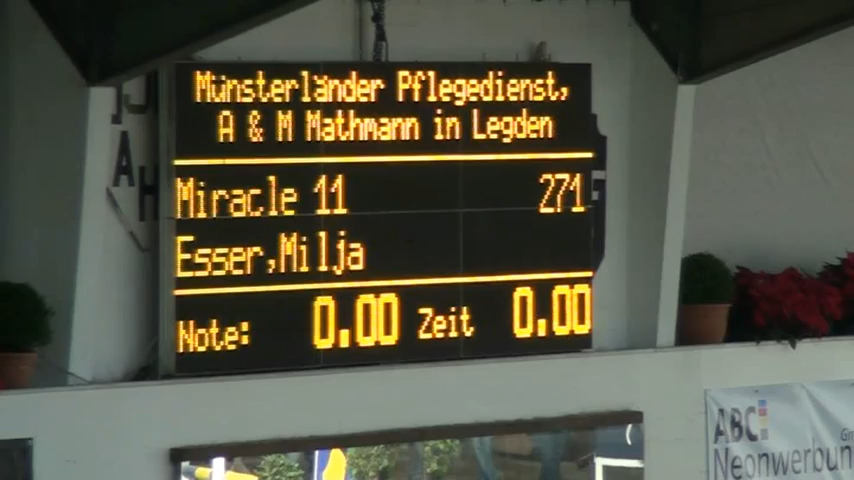 Münsterländer Pflegedienst,
A & M Mathmann in Legden
Miracle 11 271
Esser,Milja
Note: 0.00 Zeit 0.00
ABC
Neonwerbun